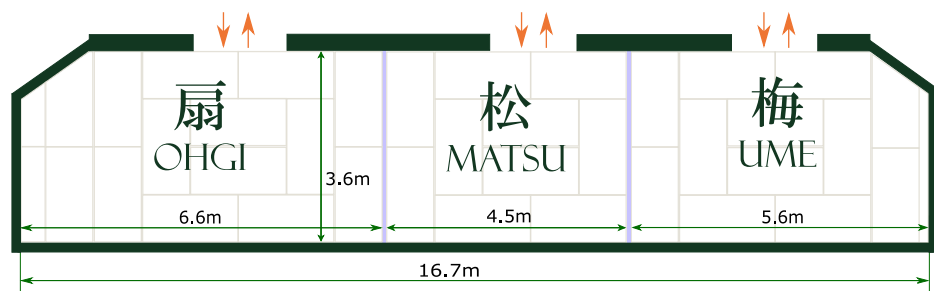 扇
OHGI
松
MATSU
梅
UME
3.6m
6.6m
4.5m
5.6m
16.7m